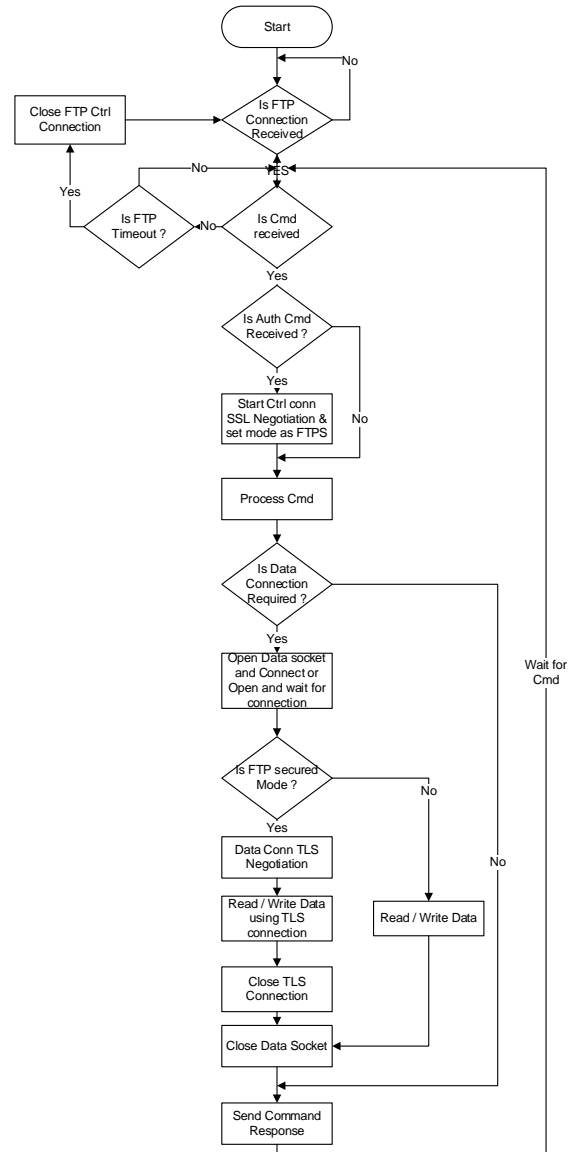 Start
No
Close FTP Ctrl
Connection
Is FTP
Connection
Received
YES
No
Yes
Is FTP
Timeout ?
No
Is Cmd
received
Yes
Is Auth Cmd
Received ?
Yes
Start Ctrl conn
SSL Negotiation &
set mode as FTPS
No
Process Cmd
Is Data
Connection
Required ?
Yes
Open Data socket
and Connect or
Open and wait for
connection
Wait for
Cmd
Is FTP secured
Mode ?
No
Yes
Data Conn TLS
Negotiation
No
Read / Write Data
using TLS
connection
Read / Write Data
Close TLS
Connection
Close Data Socket
Send Command
Response